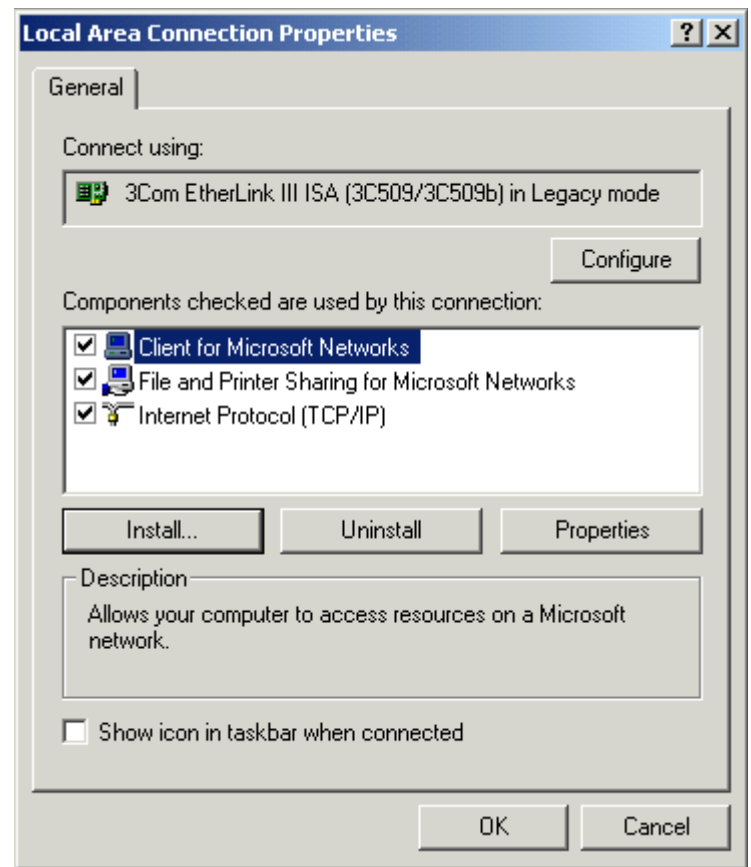 Local Area Connection Properties
General
Connect using:
3Com EtherLink III ISA (3C509/3C509b) in Legacy mode
Configure
Components checked are used by this connection:
Client for Microsoft Networks
File and Printer Sharing for Microsoft Networks
Internet Protocol (TCP/IP)
Install... Uninstall Properties
Description
Allows your computer to access resources on a Microsoft
network.
Show icon in taskbar when connected
OK Cancel